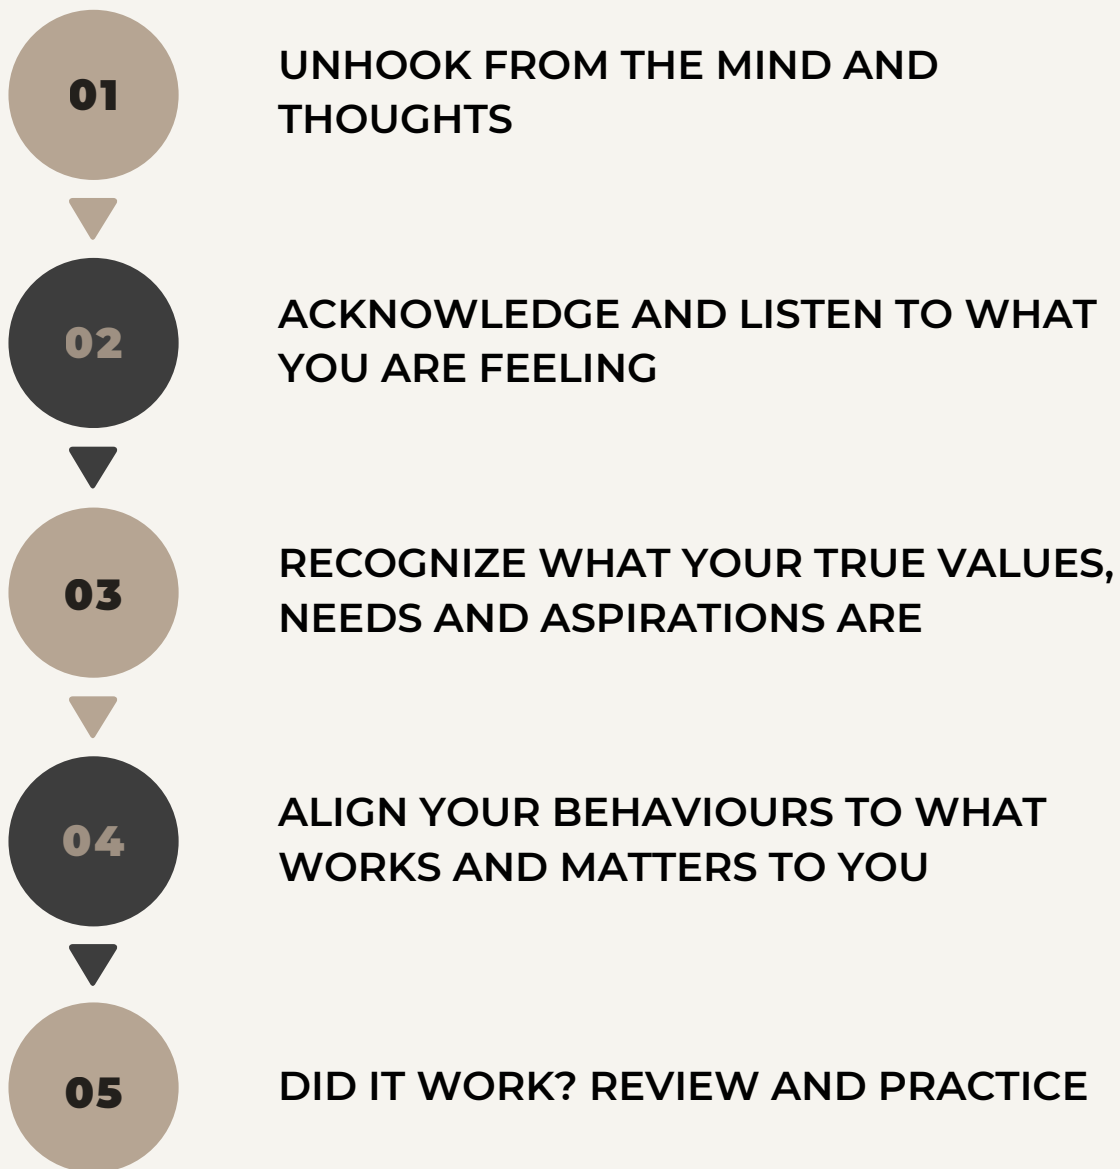 01
UNHOOK FROM THE MIND AND
THOUGHTS
02
ACKNOWLEDGE AND LISTEN TO WHAT
YOU ARE FEELING
03
RECOGNIZE WHAT YOUR TRUE VALUES,
NEEDS AND ASPIRATIONS ARE
04
ALIGN YOUR BEHAVIOURS TO WHAT
WORKS AND MATTERS TO YOU
05
DID IT WORK? REVIEW AND PRACTICE